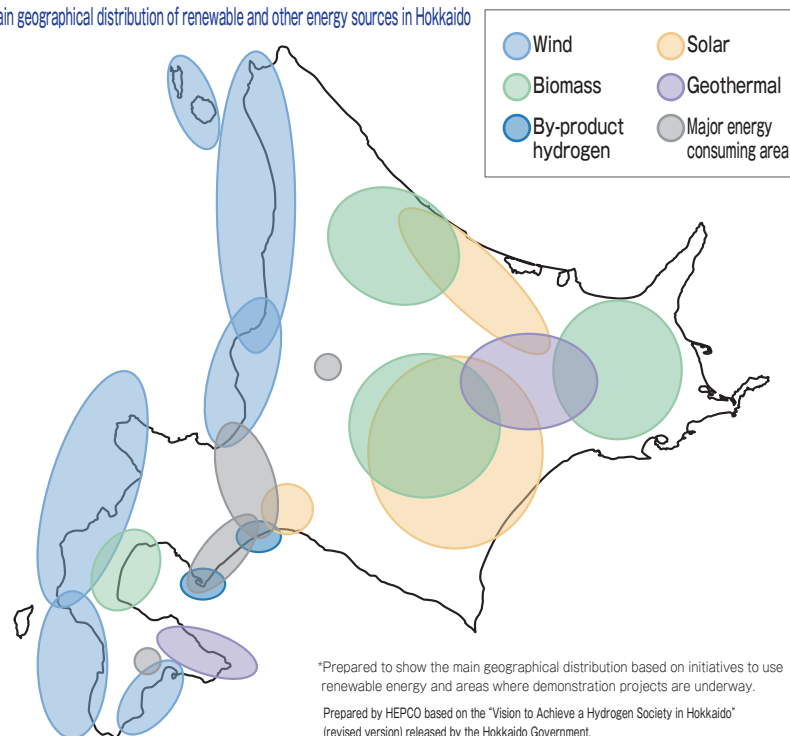 ain geographical distribution of renewable and other energy sources in Hokkaido
Wind
Solar
Biomass
Geothermal
By-product
hydrogen
Major energy
consuming area
*Prepared to show the main geographical distribution based on initiatives to use
renewable energy and areas where demonstration projects are underway.
Prepared by HEPCO based on the “Vision to Achieve a Hydrogen Society in Hokkaido”
(revised version) released by the Hokkaido Government.